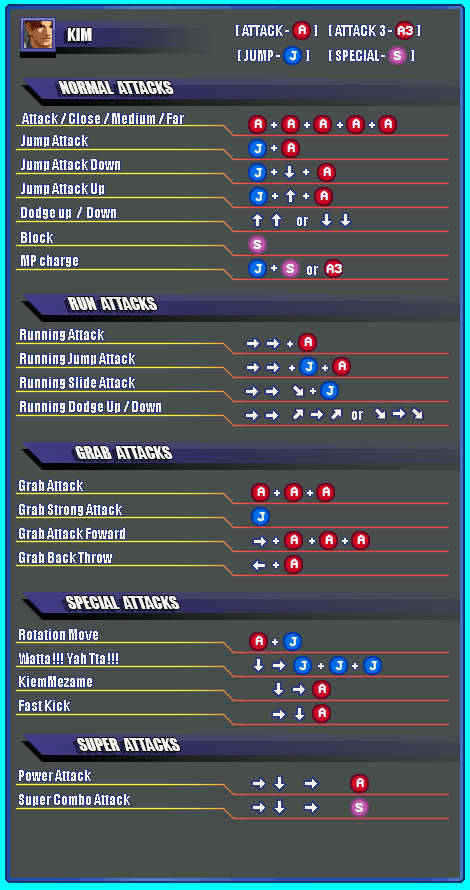 KIM
[ ATTACK - A ] [ ATTACK 3 - A3 ]
[ JUMP - J ] [ SPECIAL - S ]
NORMAL ATTACKS
Attack / Close / Medium / Far A + A + A + A + A
Jump Attack J + A
Jump Attack Down J + ↓ + A
Jump Attack Up J + ↑ + A
Dodge up / Down ↑ ↑ or ↓ ↓
Block S
MP charge J + S or A3
RUN ATTACKS
Running Attack → → + A
Running Jump Attack → → + J + A
Running Slide Attack → → ↘ + J
Running Dodge Up / Down → → ↗ → ↗ or ↘ → ↘
GRAB ATTACKS
Grab Attack A + A + A
Grab Strong Attack J
Grab Attack Foward → + A + A + A
Grab Back Throw ← + A
SPECIAL ATTACKS
Rotation Move A + J
Watta!!! Yah Tta!!! ↓ → J + J + J
KiemMezame ↓ → A
Fast Kick → ↓ A
SUPER ATTACKS
Power Attack → ↓ → A
Super Combo Attack → ↓ → S